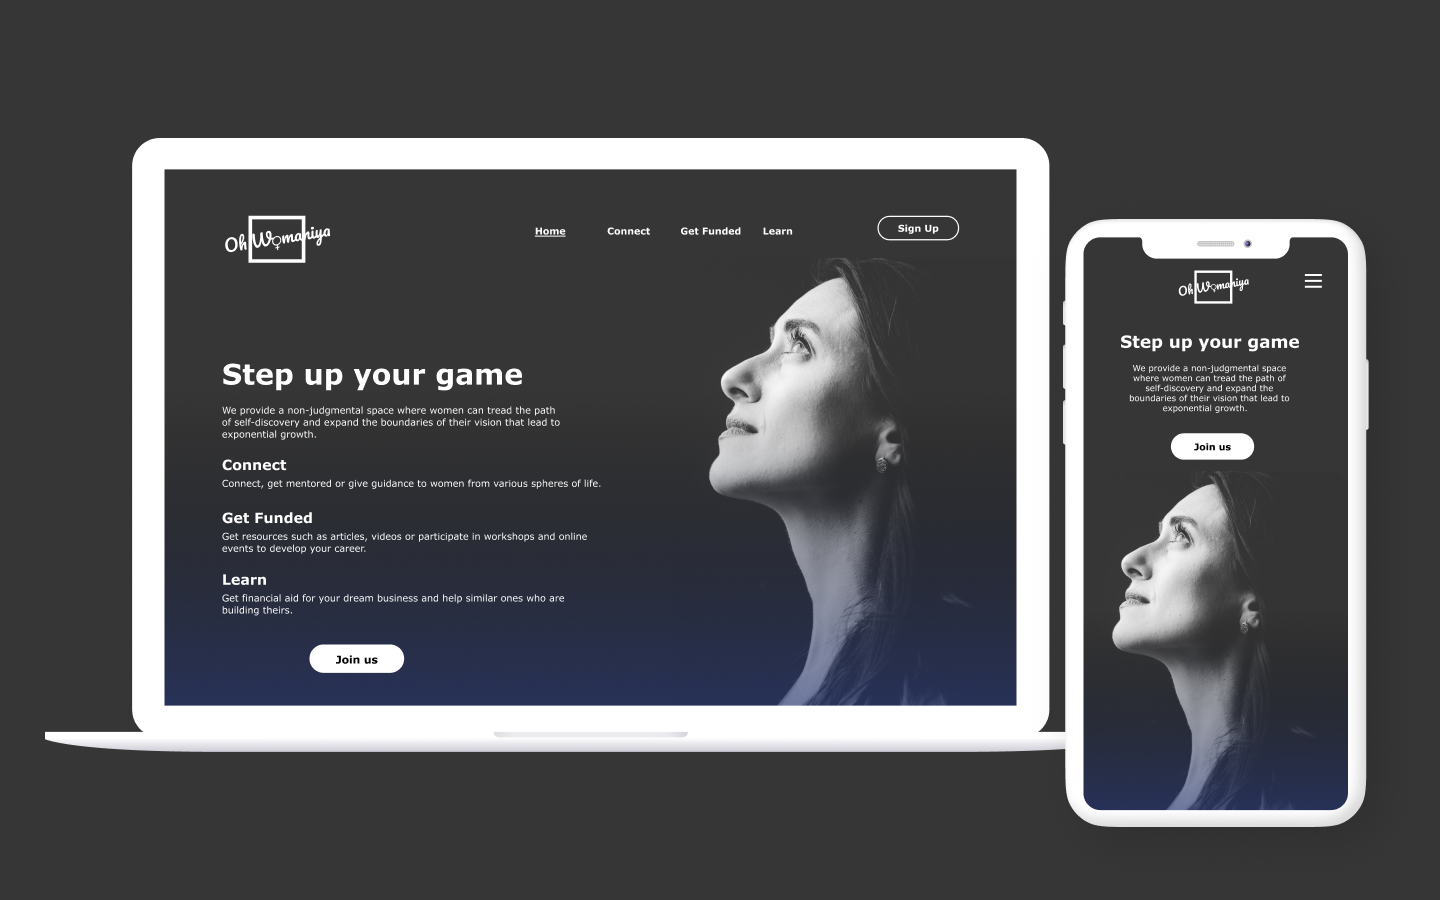 Oh Womaniya
Home Connect Get Funded Learn Sign Up
Step up your game
We provide a non-judgmental space where women can tread the path
of self-discovery and expand the boundaries of their vision that lead to
exponential growth.
Connect
Connect, get mentored or give guidance to women from various spheres of life.
Get Funded
Get resources such as articles, videos or participate in workshops and online
events to develop your career.
Learn
Get financial aid for your dream business and help similar ones who are
building theirs.
Join us
Oh Womaniya
Step up your game
We provide a non-judgmental space
where women can tread the path of
self-discovery and expand the
boundaries of their vision that lead to
exponential growth.
Join us